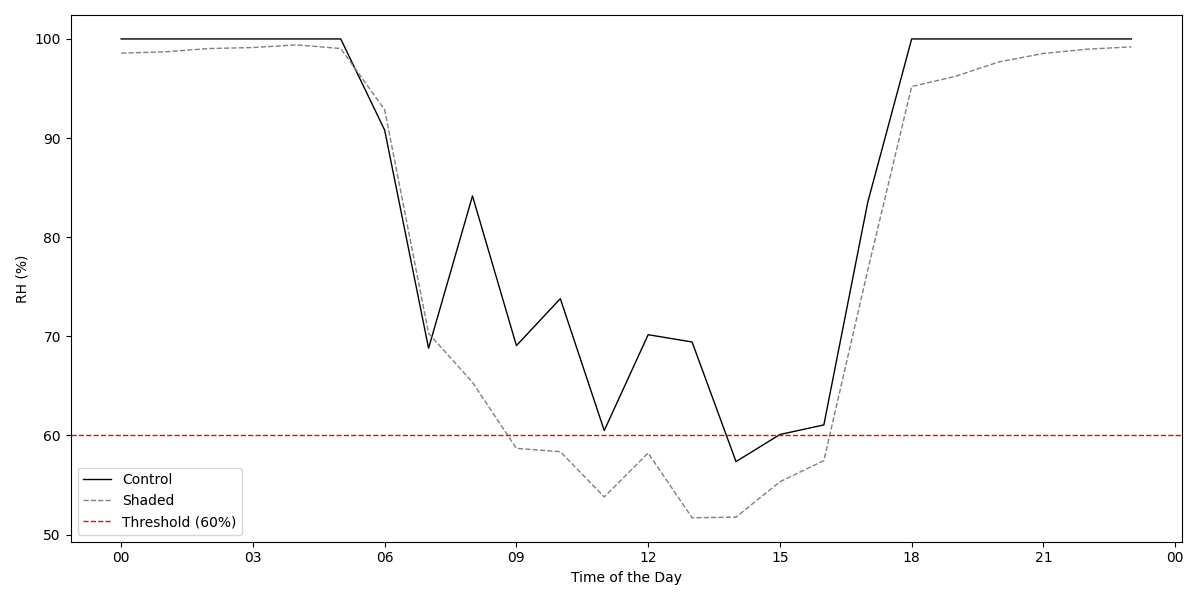 100
90
80
70
60
50
RH (%)
Control
Shaded
Threshold (60%)
00 03 06 09 12 15 18 21 00
Time of the Day